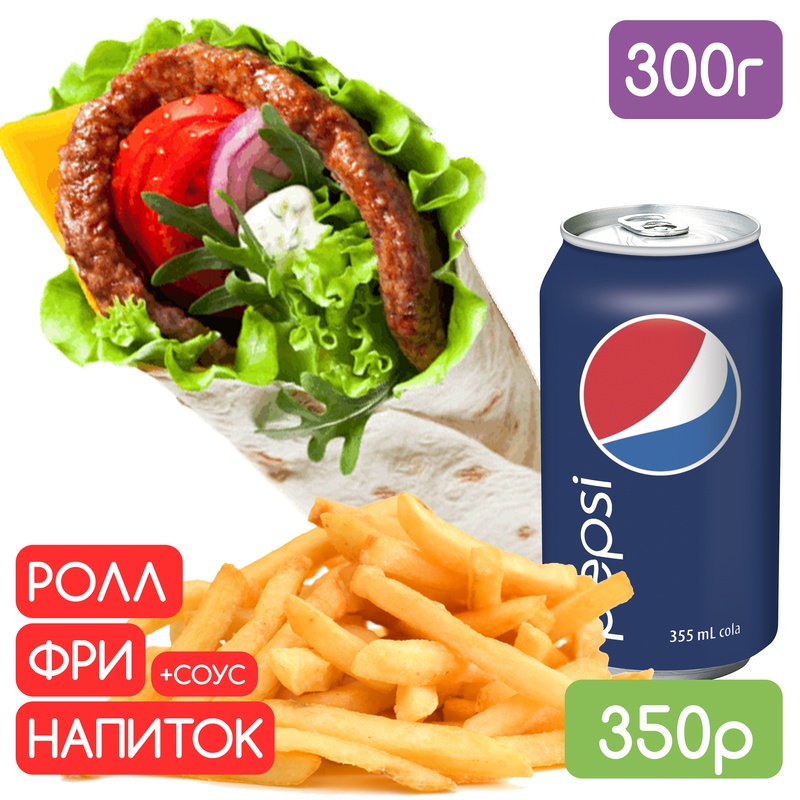 300г
pepsi
355 mL cola
РОЛЛ
ФРИ
+СОУС
НАПИТОК
350р